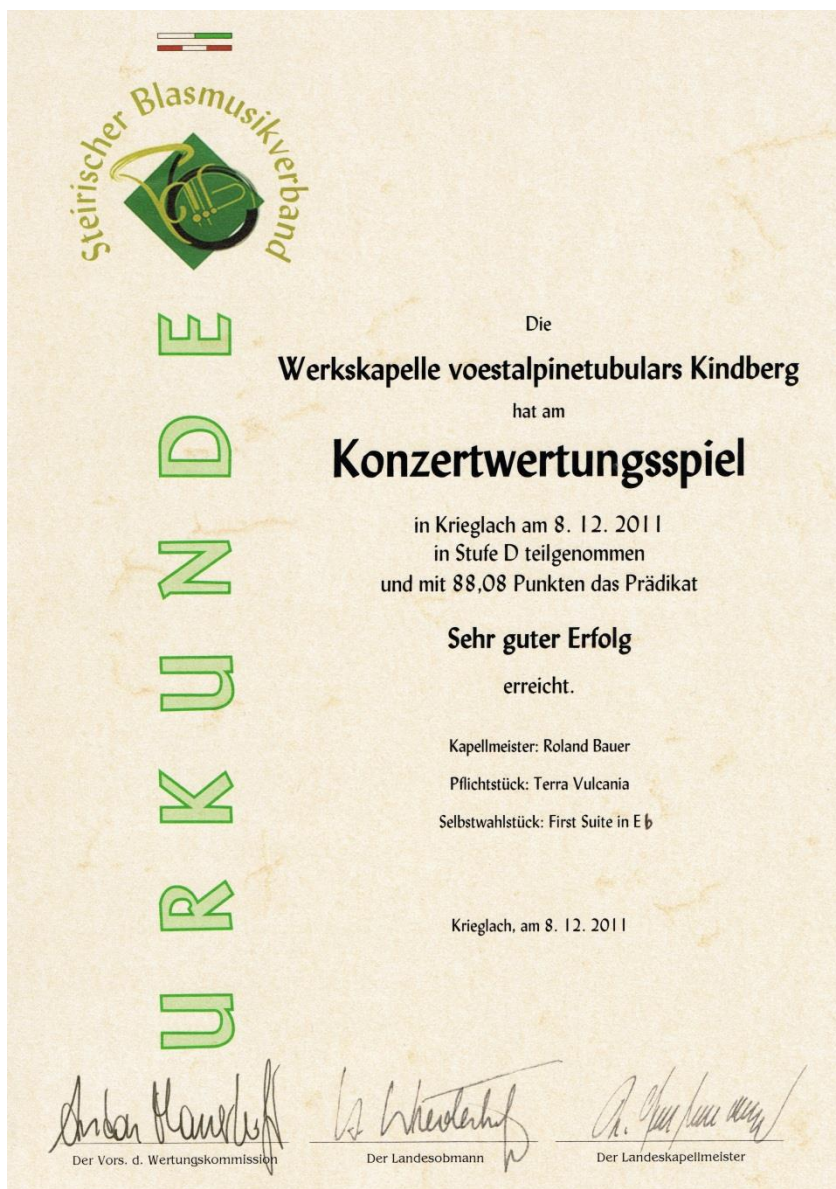 Steirischer Blasmusikverband
URKUNDE
Die
Werkskapelle voestalpinetubulars Kindberg
hat am
Konzertwertungsspiel
in Krieglach am 8. 12. 2011
in Stufe D teilgenommen
und mit 88,08 Punkten das Prädikat
Sehr guter Erfolg
erreicht.
Kapellmeister: Roland Bauer
Pflichtstück: Terra Vulcania
Selbstwahlstück: First Suite in E b
Krieglach, am 8. 12. 2011
Der Vors. d. Wertungskommission
Der Landesobmann
Der Landeskapellmeister